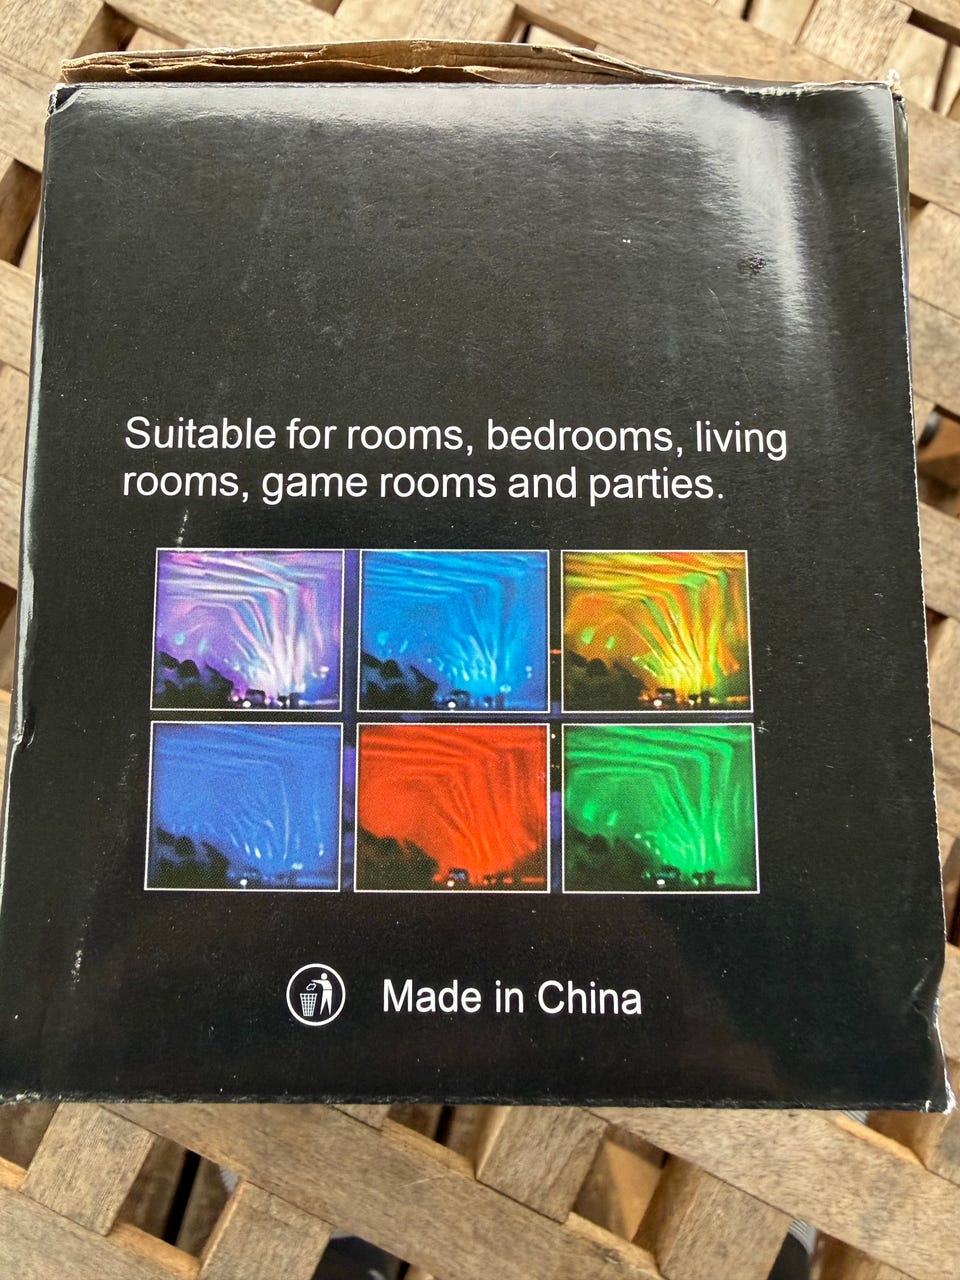 Suitable for rooms, bedrooms, living
rooms, game rooms and parties.
Made in China